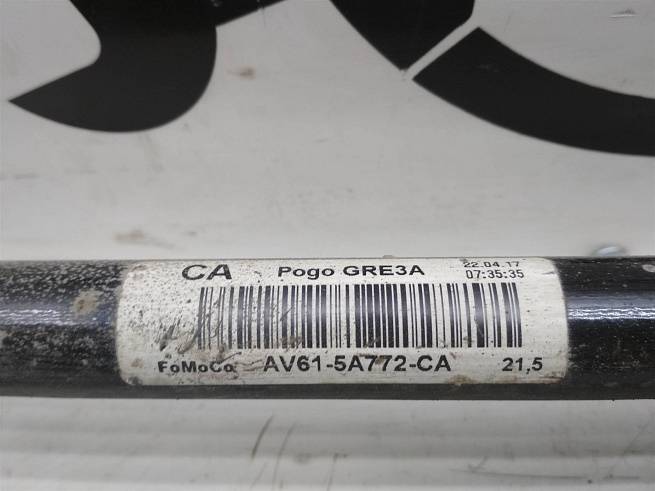 CA Pogo GRE3A 22.04.17
07:35:35
FoMoCo AV61-5A772-CA 21,5